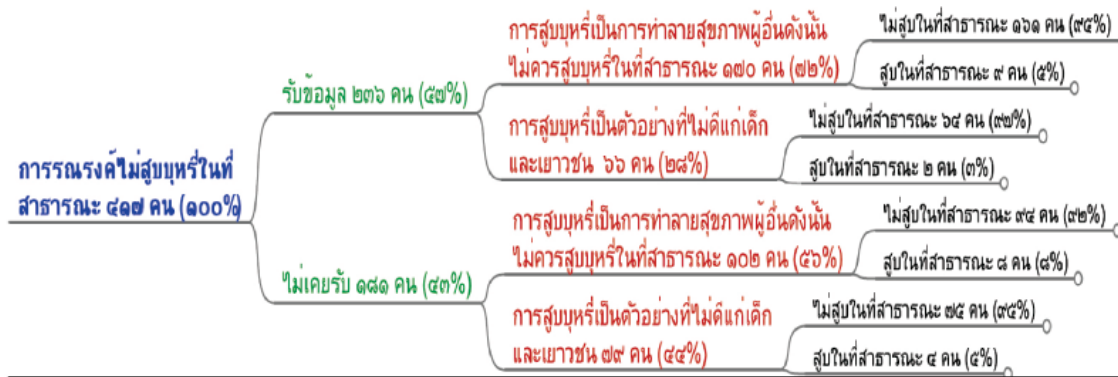 การรณรงค์ไม่สูบบุหรี่ในที่
สาธารณะ ๔๑๗ คน (๑๐๐%)
รับข้อมูล ๒๓๖ คน (๕๗%)
การสูบบุหรี่เป็นการทำลายสุขภาพผู้อื่นดังนั้น
ไม่ควรสูบบุหรี่ในที่สาธารณะ ๑๗๐ คน (๗๒%)
ไม่สูบในที่สาธารณะ ๑๖๑ คน (๙๕%)
สูบในที่สาธารณะ ๙ คน (๕%)
การสูบบุหรี่เป็นตัวอย่างที่ไม่ดีแก่เด็ก
และเยาวชน ๖๖ คน (๒๘%)
ไม่สูบในที่สาธารณะ ๖๔ คน (๙๗%)
สูบในที่สาธารณะ ๒ คน (๓%)
ไม่เคยรับ ๑๘๑ คน (๔๓%)
การสูบบุหรี่เป็นการทำลายสุขภาพผู้อื่นดังนั้น
ไม่ควรสูบบุหรี่ในที่สาธารณะ ๑๐๒ คน (๕๖%)
ไม่สูบในที่สาธารณะ ๙๔ คน (๙๒%)
สูบในที่สาธารณะ ๘ คน (๘%)
การสูบบุหรี่เป็นตัวอย่างที่ไม่ดีแก่เด็ก
และเยาวชน ๗๙ คน (๔๔%)
ไม่สูบในที่สาธารณะ ๗๕ คน (๙๕%)
สูบในที่สาธารณะ ๔ คน (๕%)